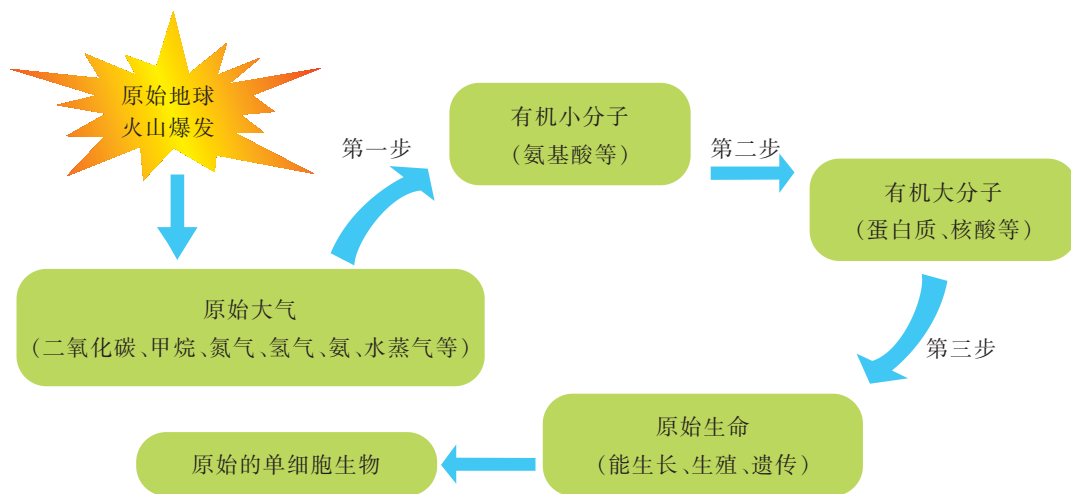 原始地球
火山爆发
第一步
有机小分子
（氨基酸等）
第二步
有机大分子
（蛋白质、核酸等）
原始大气
（二氧化碳、甲烷、氮气、氢气、氨、水蒸气等）
第三步
原始生命
（能生长、生殖、遗传）
原始的单细胞生物